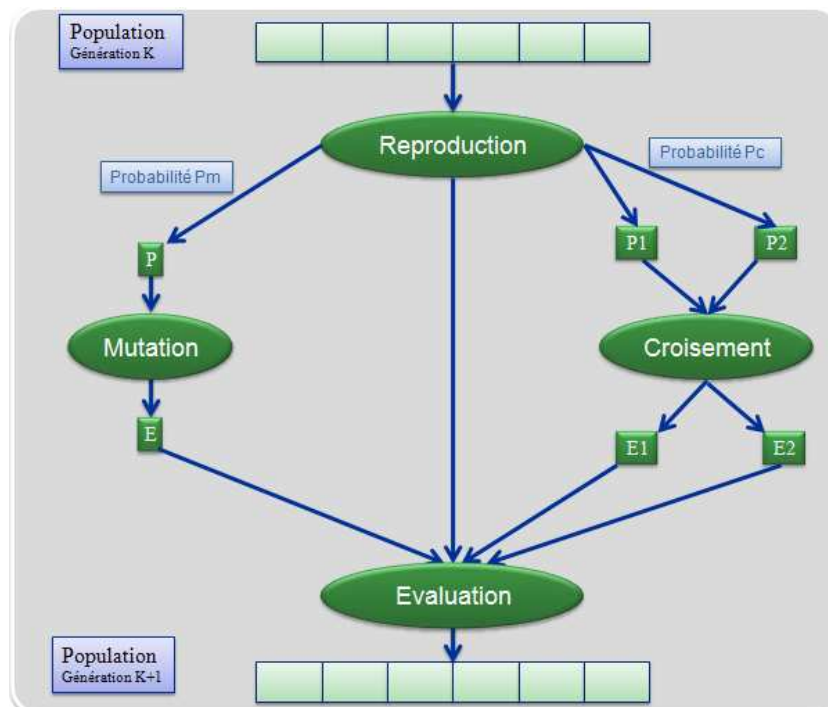 Population
Génération K
Reproduction
Probabilité Pm
Probabilité Pc
P
P1
P2
Mutation
Croisement
E
E1
E2
Evaluation
Population
Génération K+1